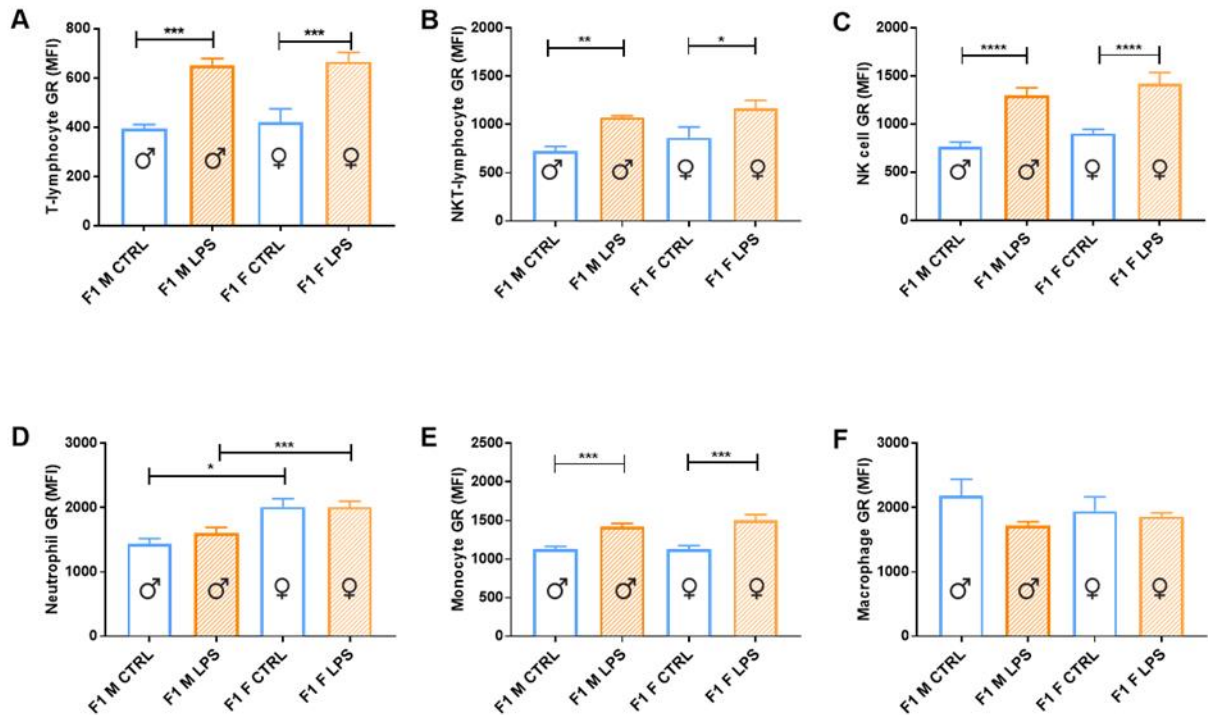 A
T-lymphocyte GR (MFI)
800
600
400
200
0
***
***
♂
♂
♀
♀
F1 M CTRL
F1 M LPS
F1 F CTRL
F1 F LPS
B
NKT-lymphocyte GR (MFI)
2000
1500
1000
500
0
**
*
♂
♂
♀
♀
F1 M CTRL
F1 M LPS
F1 F CTRL
F1 F LPS
C
NK cell GR (MFI)
2000
1500
1000
500
0
****
****
♂
♂
♀
♀
F1 M CTRL
F1 M LPS
F1 F CTRL
F1 F LPS
D
Neutrophil GR (MFI)
3000
2000
1000
0
***
*
♂
♂
♀
♀
F1 M CTRL
F1 M LPS
F1 F CTRL
F1 F LPS
E
Monocyte GR (MFI)
2500
2000
1500
1000
500
0
***
***
♂
♂
♀
♀
F1 M CTRL
F1 M LPS
F1 F CTRL
F1 F LPS
F
Macrophage GR (MFI)
3000
2000
1000
0
♂
♂
♀
♀
F1 M CTRL
F1 M LPS
F1 F CTRL
F1 F LPS